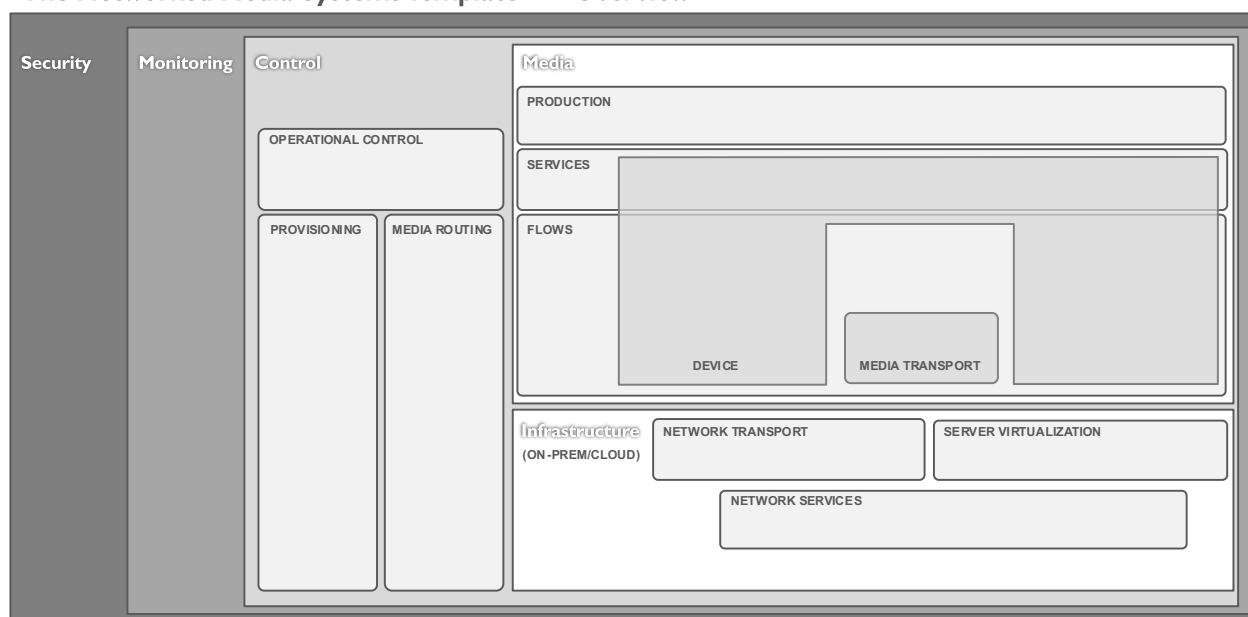 Security
Monitoring
Control
Media
PRODUCTION
OPERATIONAL CONTROL
SERVICES
PROVISIONING
MEDIA ROUTING
FLOWS
DEVICE
MEDIA TRANSPORT
Infrastructure
(ON-PREM/CLOUD)
NETWORK TRANSPORT
SERVER VIRTUALIZATION
NETWORK SERVICES